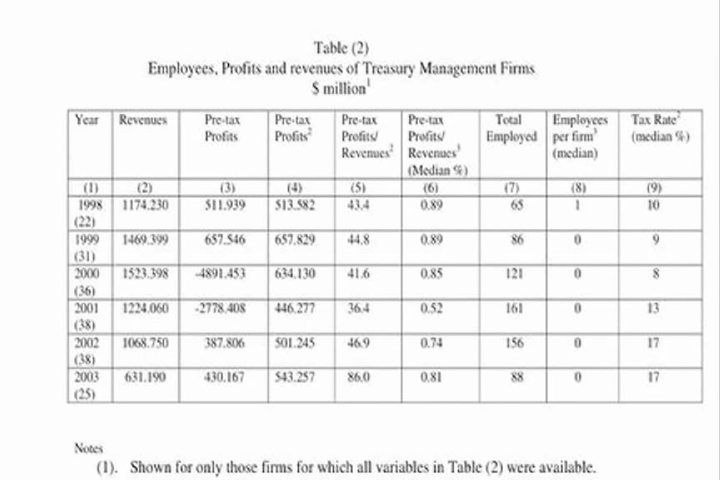 Table (2)
Employees, Profits and revenues of Treasury Management Firms
$ million¹
Year Revenues Pre-tax Profits Pre-tax Profits² Pre-tax Profits/ Revenues² Pre-tax Profits/ Revenues³ (Median %) Total Employed Employees per firm³ (median) Tax Rate² (median %)
(1) (2) (3) (4) (5) (6) (7) (8) (9)
1998 (22) 1174.230 511.939 513.582 43.4 0.89 65 1 10
1999 (31) 1469.399 657.546 657.829 44.8 0.89 86 0 9
2000 (36) 1523.398 -4891.453 634.130 41.6 0.85 121 0 8
2001 (38) 1224.060 -2778.408 446.277 36.4 0.52 161 0 13
2002 (38) 1068.750 387.806 501.245 46.9 0.74 156 0 17
2003 (25) 631.190 430.167 543.257 86.0 0.81 88 0 17
Notes
(1). Shown for only those firms for which all variables in Table (2) were available.